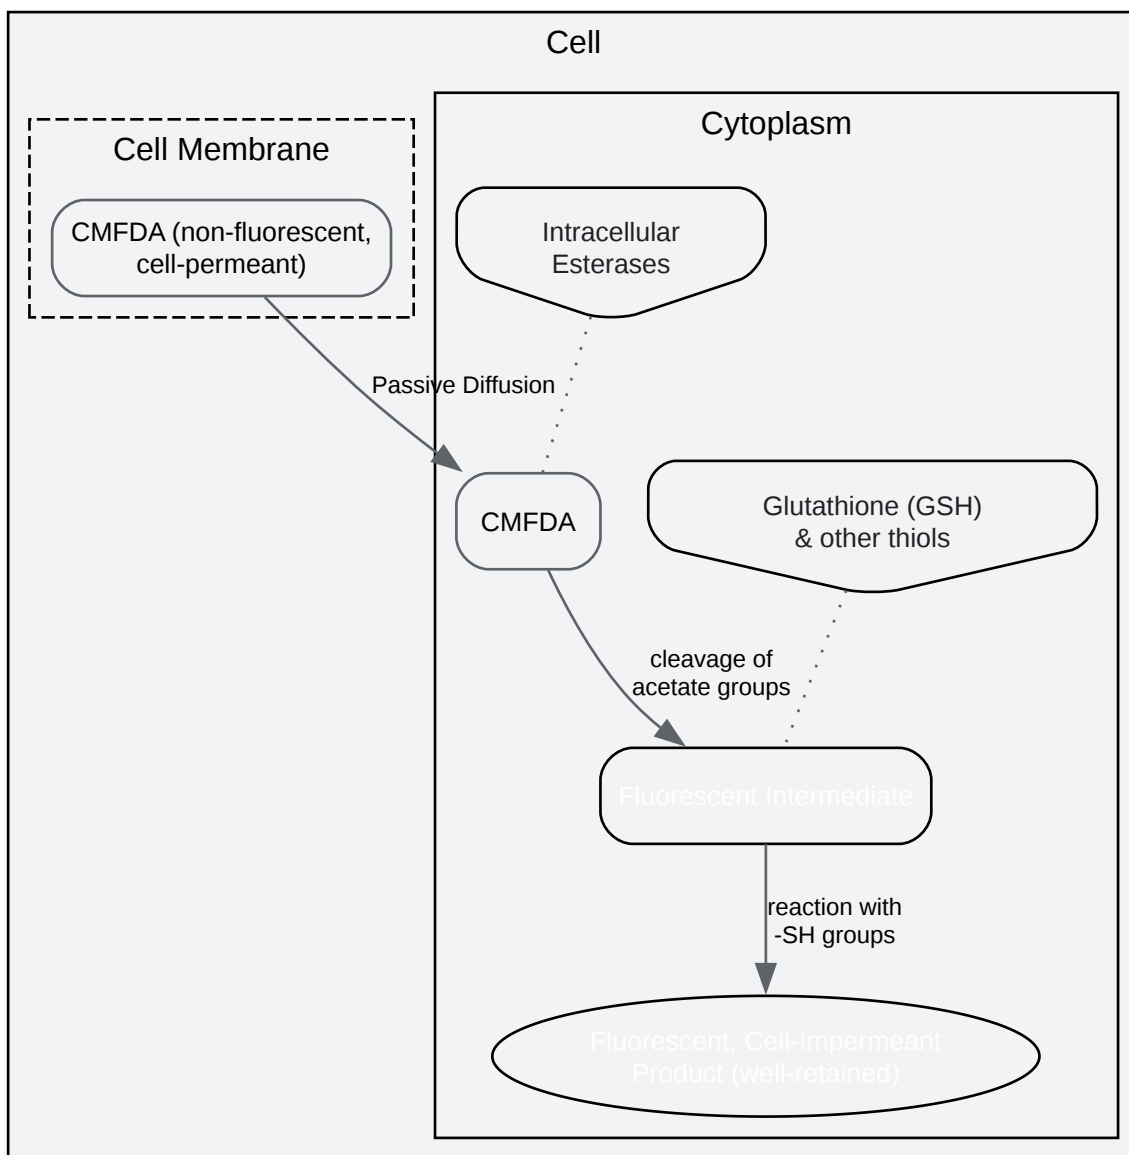 Cell
Cell Membrane
CMFDA (non-fluorescent,
cell-permeant)
Cytoplasm
Intracellular
Esterases
Passive Diffusion
CMFDA
Glutathione (GSH)
& other thiols
cleavage of
acetate groups
Fluorescent Intermediate
reaction with
-SH groups
Fluorescent, Cell-Impermeant
Product (well-retained)